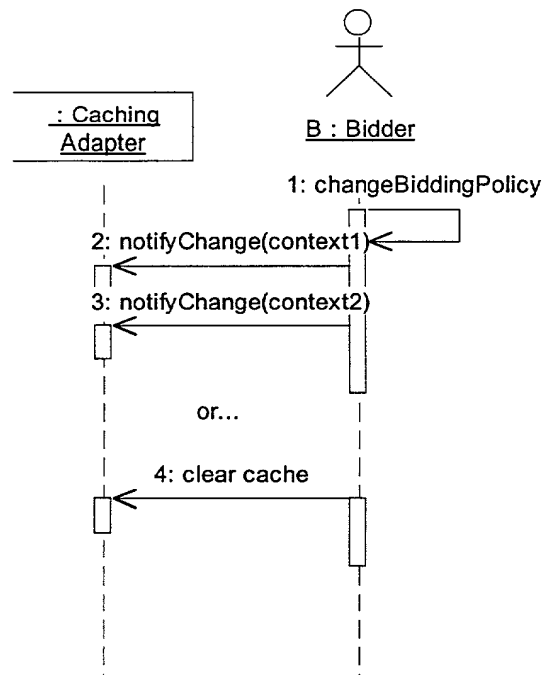 : Caching
Adapter
B : Bidder
1: changeBiddingPolicy
2: notifyChange(context1)
3: notifyChange(context2)
or...
4: clear cache